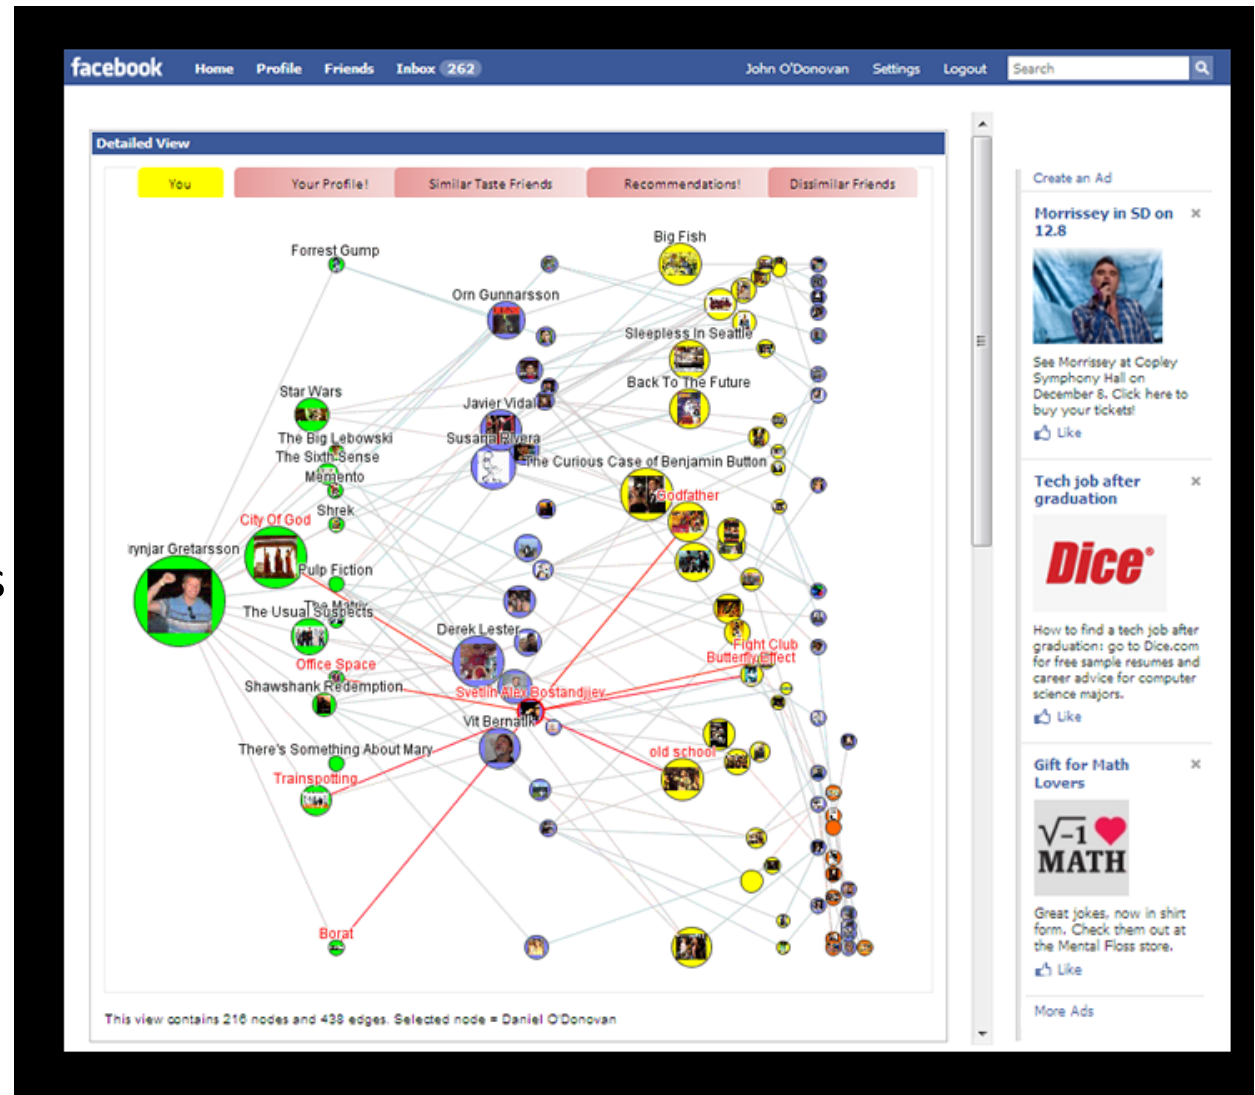 facebook Home Profile Friends Inbox 262 John O'Donovan Settings Logout Search
Detailed View
You Your Profile! Similar Taste Friends Recommendations! Dissimilar Friends
Big Fish
Forrest Gump
Orn Gunnarsson
Sleepless In Seattle
Back To The Future
Star Wars
Javier Vidal
The Big Lebowski
Susana Rivera
The Sixth Sense
The Curious Case of Benjamin Button
Memento
Godfather
Shrek
City Of God
rynjar Gretarsson
Pulp Fiction
s
The Matrix
The Usual Suspects
Derek Lester
Fight Club
Butterfly Effect
Office Space
Shawshank Redemption
Svetlin Alex Bostandjiev
Vit Bernatik
There's Something About Mary
old school
Trainspotting
Borat
This view contains 216 nodes and 438 edges. Selected node = Daniel O'Donovan
Create an Ad
Morrissey in SD on
12.8
See Morrissey at Copley
Symphony Hall on
December 8. Click here to
buy your tickets!
Like
Tech job after
graduation
Dice
How to find a tech job after
graduation: go to Dice.com
for free sample resumes and
career advice for computer
science majors.
Like
Gift for Math
Lovers
√-1
MATH
Great jokes, now in shirt
form. Check them out at
the Mental Floss store.
Like
More Ads